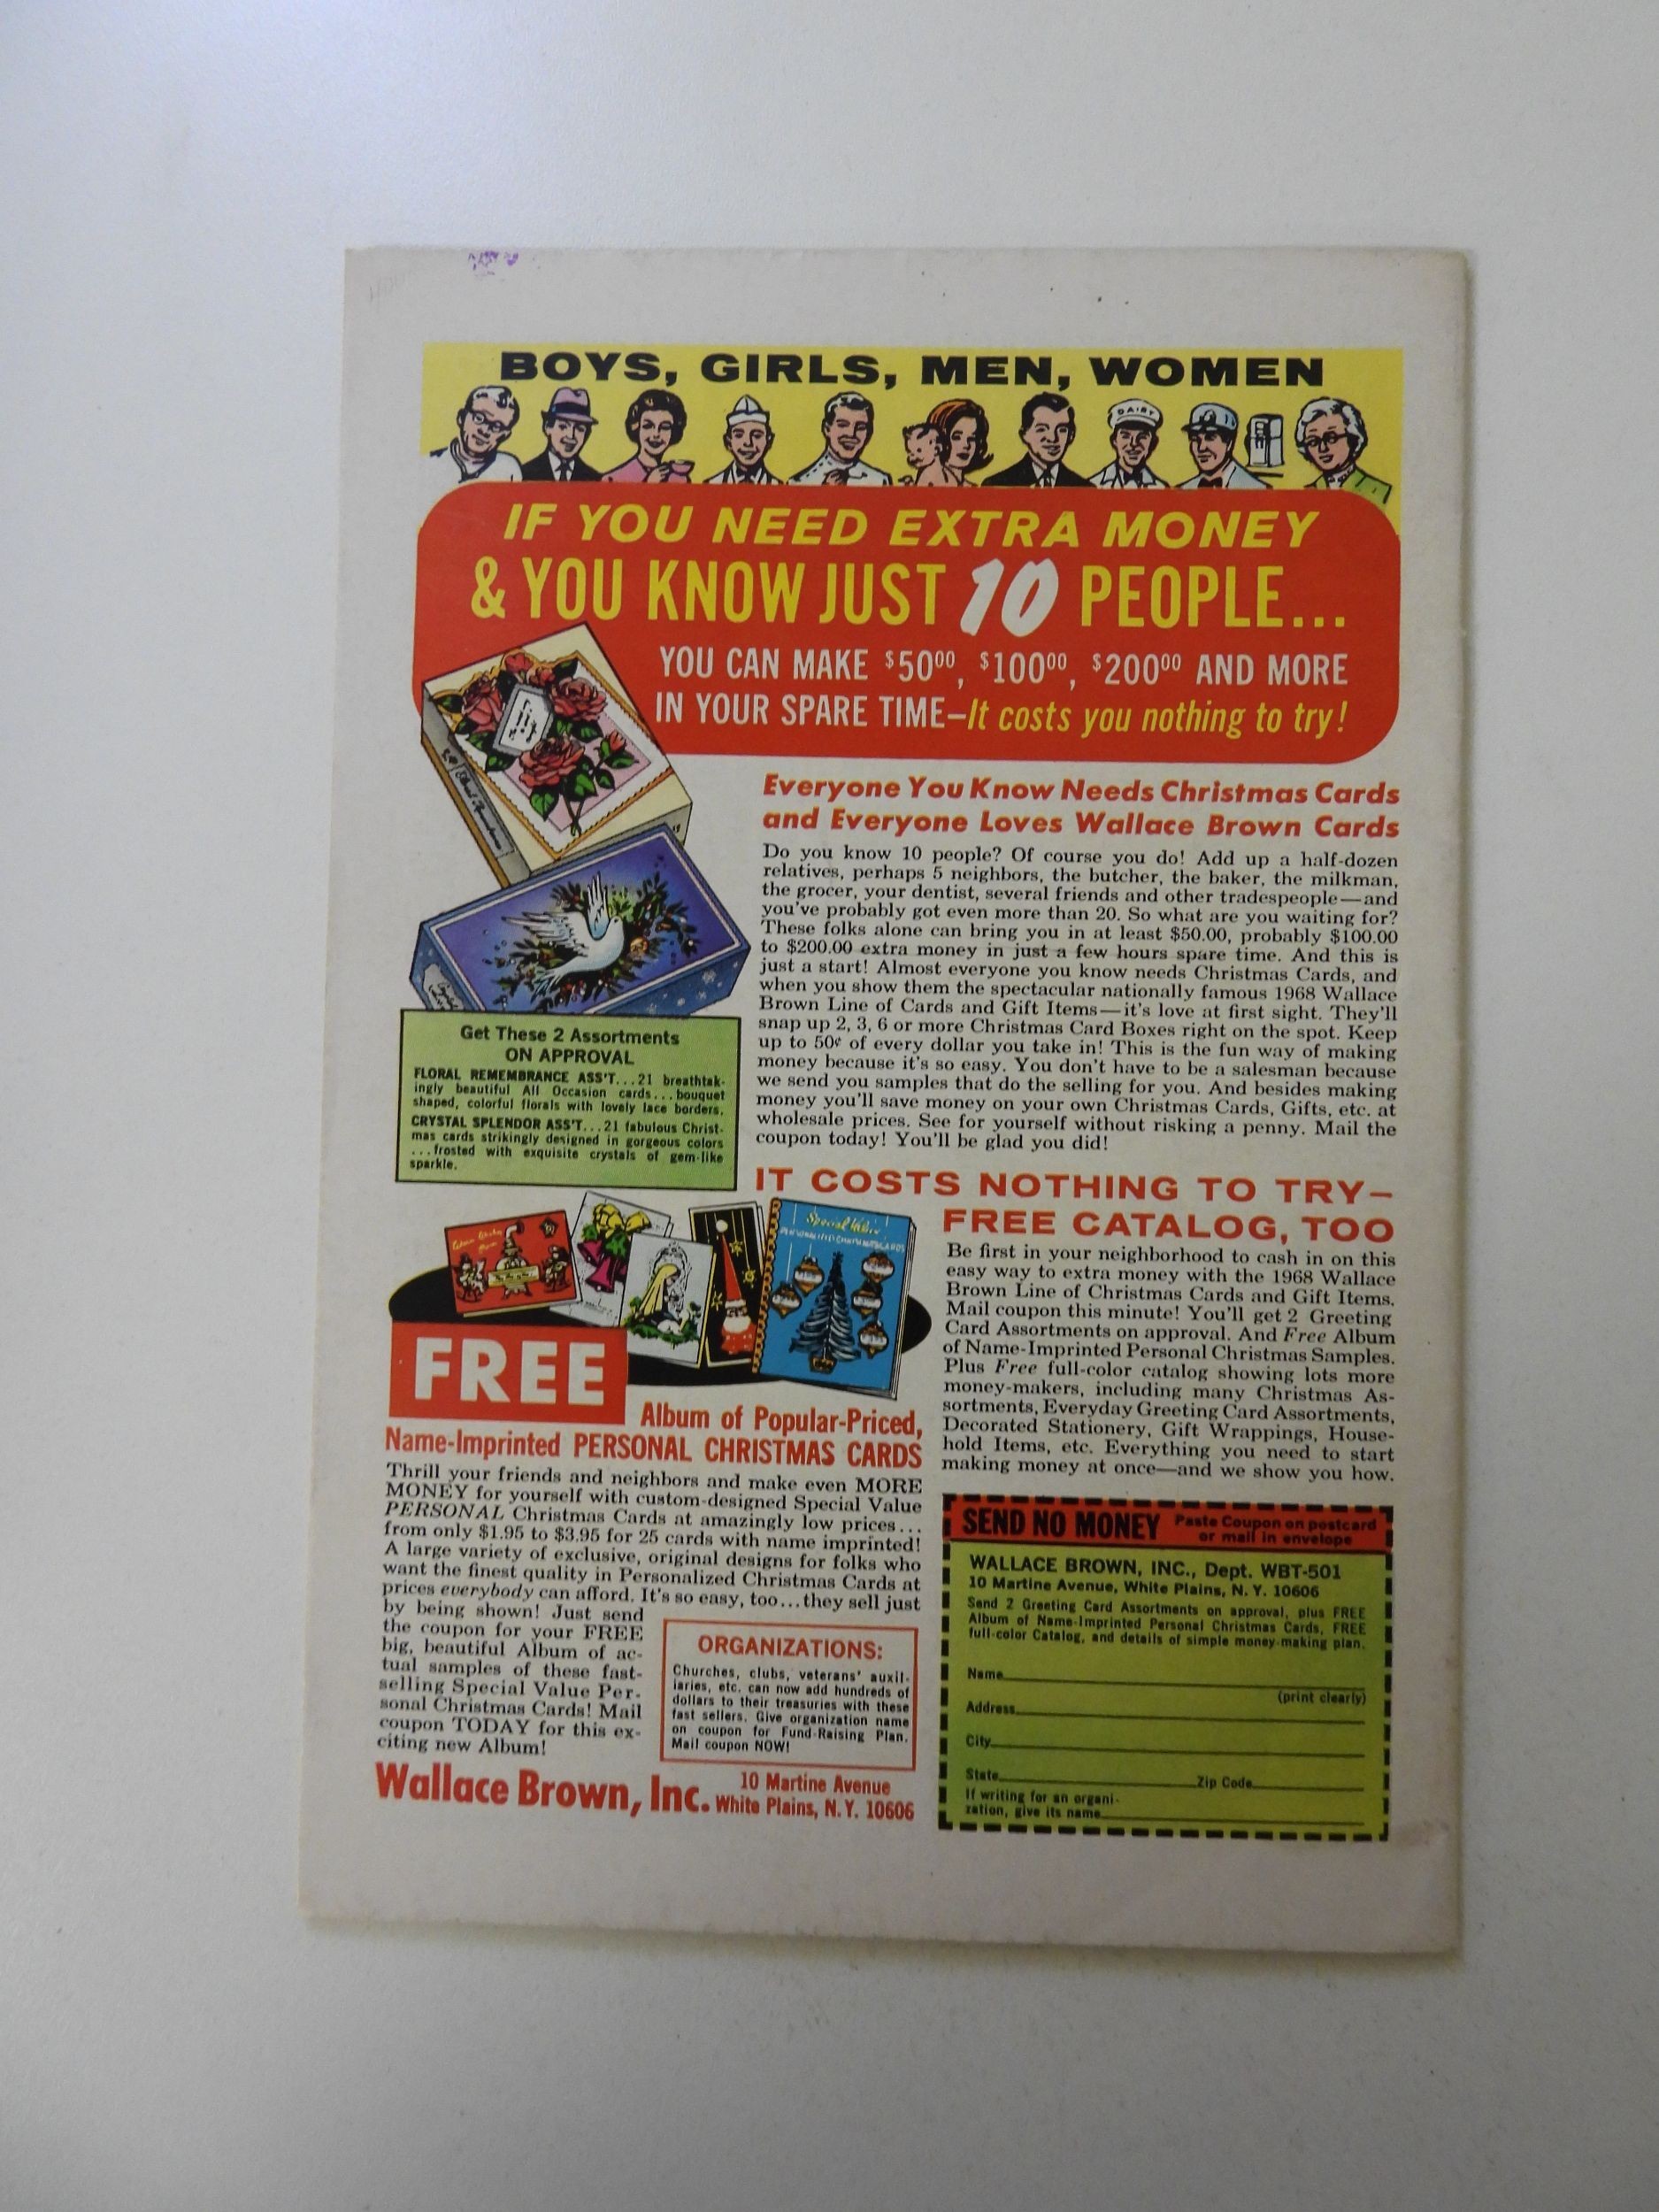 BOYS, GIRLS, MEN, WOMEN
DAIRY
IF YOU NEED EXTRA MONEY
& YOU KNOW JUST 10 PEOPLE...
YOU CAN MAKE $50⁰⁰, $100⁰⁰, $200⁰⁰ AND MORE
IN YOUR SPARE TIME—It costs you nothing to try!
Everyone You Know Needs Christmas Cards
and Everyone Loves Wallace Brown Cards
Do you know 10 people? Of course you do! Add up a half-dozen
relatives, perhaps 5 neighbors, the butcher, the baker, the milkman,
the grocer, your dentist, several friends and other tradespeople—and
you've probably got even more than 20. So what are you waiting for?
These folks alone can bring you in at least $50.00, probably $100.00
to $200.00 extra money in just a few hours spare time. And this is
just a start! Almost everyone you know needs Christmas Cards, and
when you show them the spectacular nationally famous 1968 Wallace
Brown Line of Cards and Gift Items—it's love at first sight. They'll
snap up 2, 3, 6 or more Christmas Card Boxes right on the spot. Keep
up to 50¢ of every dollar you take in! This is the fun way of making
money because it's so easy. You don't have to be a salesman because
we send you samples that do the selling for you. And besides making
money you'll save money on your own Christmas Cards, Gifts, etc. at
wholesale prices. See for yourself without risking a penny. Mail the
coupon today! You'll be glad you did!
Get These 2 Assortments
ON APPROVAL
FLORAL REMEMBRANCE ASS'T...21 breathtak-
ingly beautiful All Occasion cards...bouquet
shaped, colorful florals with lovely lace borders.
CRYSTAL SPLENDOR ASS'T...21 fabulous Christ-
mas cards strikingly designed in gorgeous colors
...frosted with exquisite crystals of gem-like
sparkle.
IT COSTS NOTHING TO TRY—
FREE CATALOG, TOO
Be first in your neighborhood to cash in on this
easy way to extra money with the 1968 Wallace
Brown Line of Christmas Cards and Gift Items.
Mail coupon this minute! You'll get 2 Greeting
Card Assortments on approval. And Free Album
of Name-Imprinted Personal Christmas Samples.
Plus Free full-color catalog showing lots more
money-makers, including many Christmas As-
sortments, Everyday Greeting Card Assortments,
Decorated Stationery, Gift Wrappings, House-
hold Items, etc. Everything you need to start
making money at once—and we show you how.
Special Value
FREE
Album of Popular-Priced,
Name-Imprinted PERSONAL CHRISTMAS CARDS
Thrill your friends and neighbors and make even MORE
MONEY for yourself with custom-designed Special Value
PERSONAL Christmas Cards at amazingly low prices...
from only $1.95 to $3.95 for 25 cards with name imprinted!
A large variety of exclusive, original designs for folks who
want the finest quality in Personalized Christmas Cards at
prices everybody can afford. It's so easy, too...they sell just
by being shown! Just send
the coupon for your FREE
big, beautiful Album of ac-
tual samples of these fast-
selling Special Value Per-
sonal Christmas Cards! Mail
coupon TODAY for this ex-
citing new Album!
ORGANIZATIONS:
Churches, clubs, veterans' auxil-
iaries, etc. can now add hundreds of
dollars to their treasuries with these
fast sellers. Give organization name
on coupon for Fund-Raising Plan.
Mail coupon NOW!
Wallace Brown, Inc. 10 Martine Avenue
White Plains, N.Y. 10606
SEND NO MONEY Paste Coupon on postcard
or mail in envelope
WALLACE BROWN, INC., Dept. WBT-501
10 Martine Avenue, White Plains, N.Y. 10606
Send 2 Greeting Card Assortments on approval, plus FREE
Album of Name-Imprinted Personal Christmas Cards, FREE
full-color Catalog, and details of simple money-making plan.
Name
(print clearly)
Address
City
State Zip Code
If writing for an organi-
zation, give its name